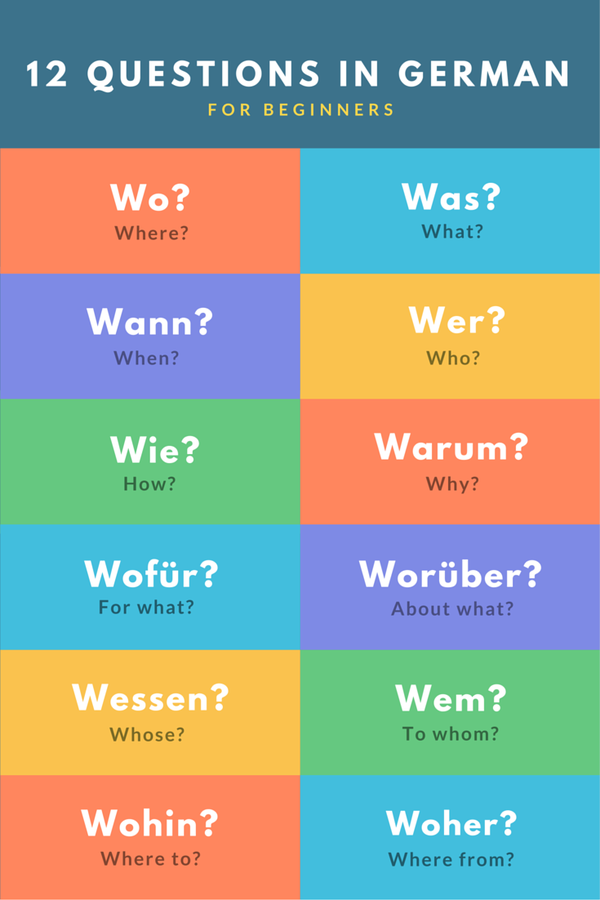 12 QUESTIONS IN GERMAN
FOR BEGINNERS
Wo?
Where?
Was?
What?
Wann?
When?
Wer?
Who?
Wie?
How?
Warum?
Why?
Wofür?
For what?
Worüber?
About what?
Wessen?
Whose?
Wem?
To whom?
Wohin?
Where to?
Woher?
Where from?